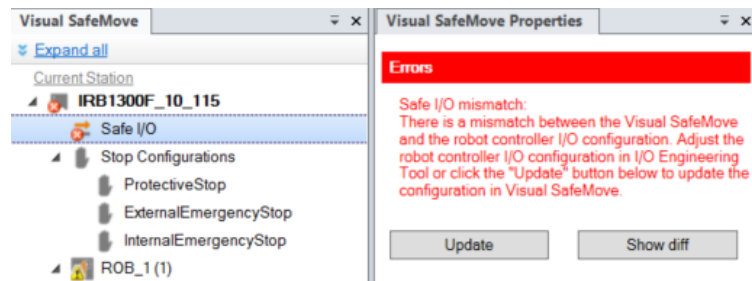 Visual SafeMove
Expand all
Current Station
IRB1300F_10_115
Safe I/O
Stop Configurations
ProtectiveStop
ExternalEmergencyStop
InternalEmergencyStop
ROB_1 (1)
Visual SafeMove Properties
Errors
Safe I/O mismatch:
There is a mismatch between the Visual SafeMove
and the robot controller I/O configuration. Adjust the
robot controller I/O configuration in I/O Engineering
Tool or click the "Update" button below to update the
configuration in Visual SafeMove.
Update
Show diff